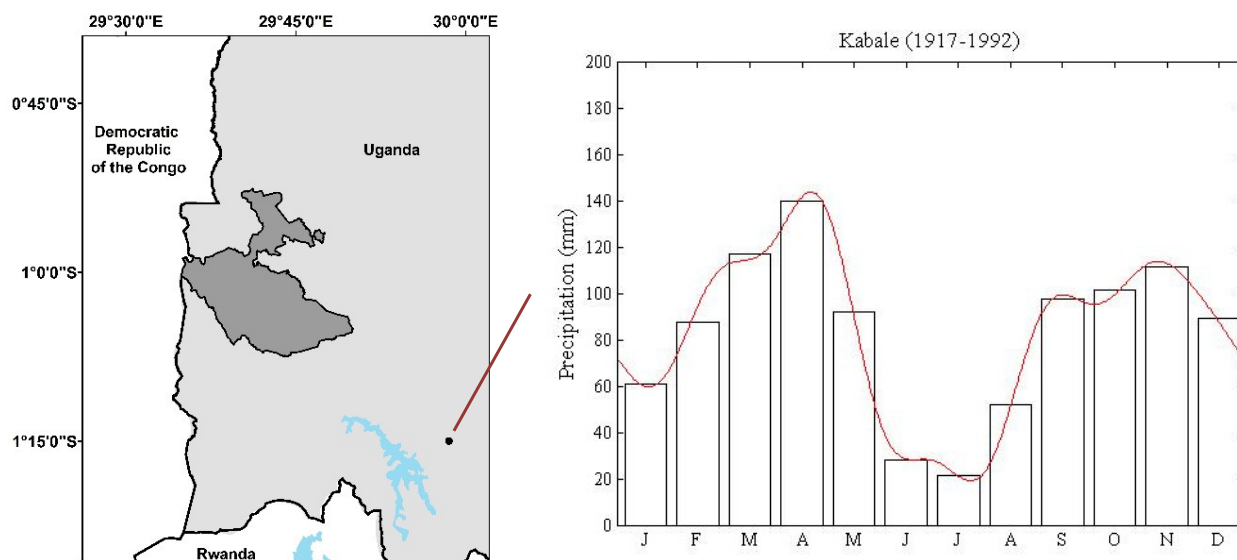 29°30'0"E
29°45'0"E
30°0'0"E
0°45'0"S
1°0'0"S
1°15'0"S
Democratic
Republic
of the Congo
Uganda
Rwanda
Kabale (1917-1992)
Precipitation (mm)
200
180
160
140
120
100
80
60
40
20
0
J F M A M J J A S O N D